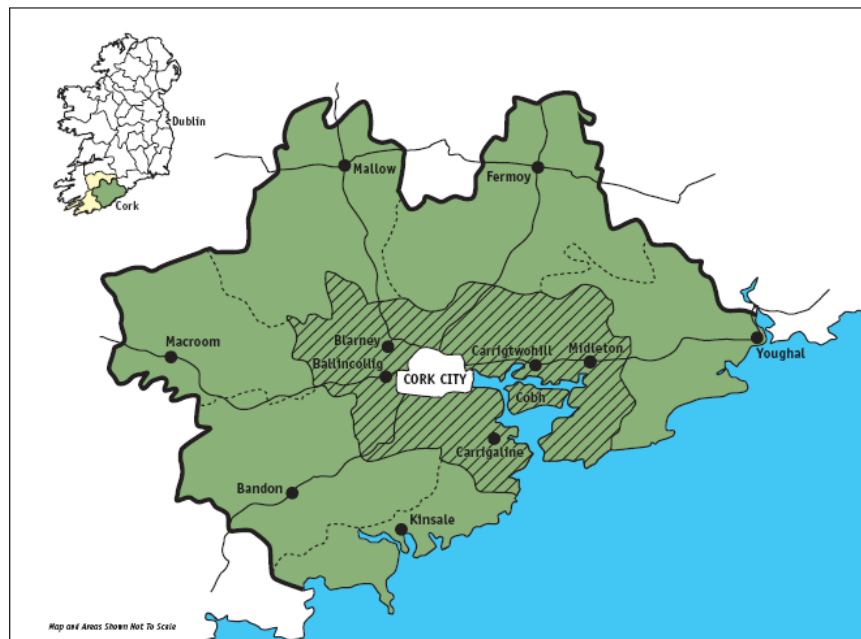 Dublin
Cork
Mallow
Fermoy
Macroom
Blarney
Ballincollig
CORK CITY
Carrigtwohill
Midleton
Youghal
Cobh
Carrigaline
Bandon
Kinsale
Map and Areas Shown Not To Scale